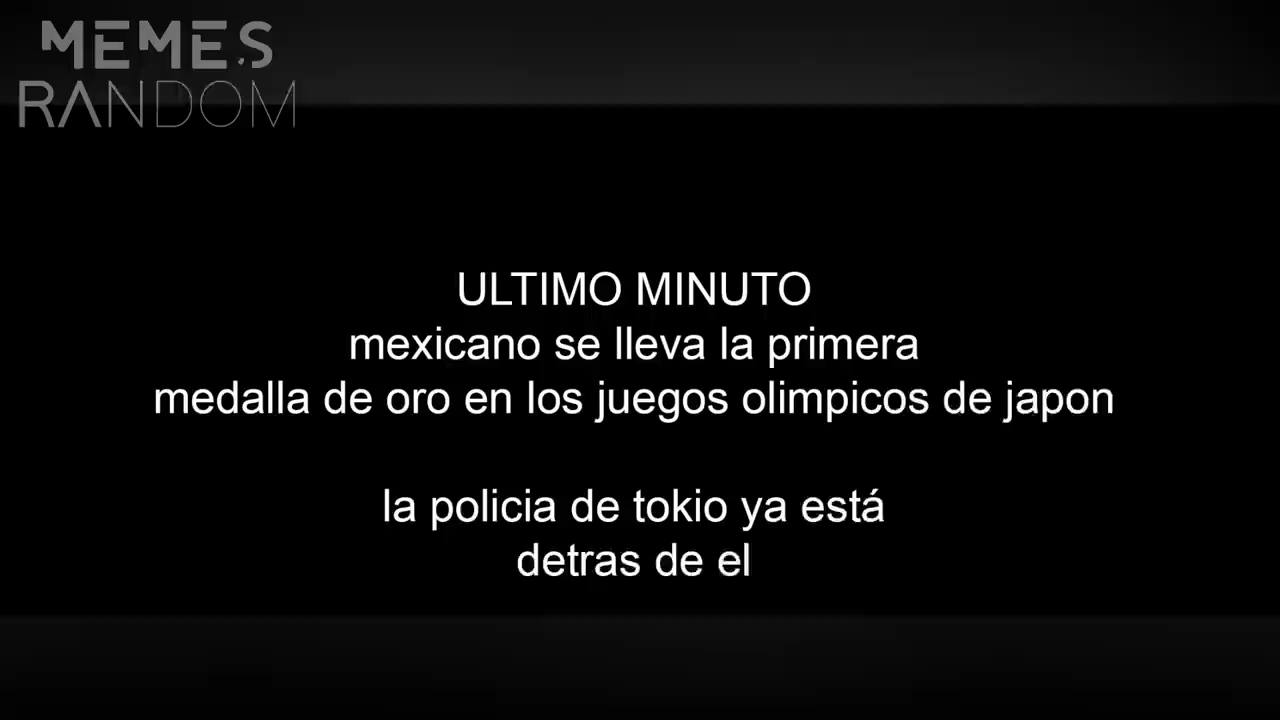 MEMES
RANDOM
ULTIMO MINUTO
mexicano se lleva la primera
medalla de oro en los juegos olimpicos de japon
la policia de tokio ya está
detras de el